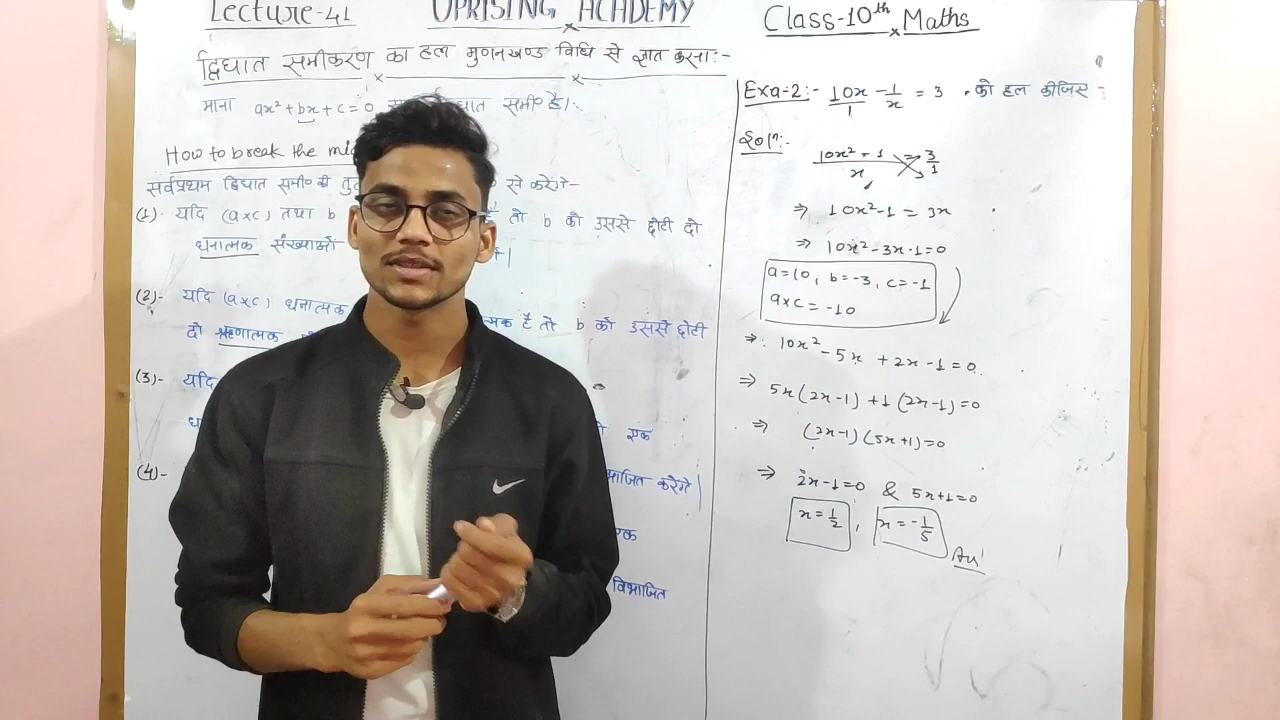 Lecture-41
UPRISING ACADEMY
Class-10th Maths
द्विघात समीकरण का हल गुणनखण्ड विधि से ज्ञात करना:-
माना ax²+bx+c=0 समी० है।
How to break the
सर्वप्रथम द्विघात समी० की से करेंगे-
(1)- यदि (a×c) तथा b तो b को उससे छोटी दो
धनात्मक संख्याओं
(2)- यदि (a×c) धनात्मक है तो b को उससे छोटी
दो ऋणात्मक
(3)- यदि
एक
(4)-
करेंगे|
एक
विभाजित
Exa-2:- 10x/1 - 1/x = 3 को हल कीजिए-
Sol:-
10x²-1/x = 3/1
⇒ 10x²-1 = 3x
⇒ 10x²-3x-1=0
a=10, b=-3, c=-1
a×c = -10
⇒ 10x²-5x+2x-1=0
⇒ 5x(2x-1)+1(2x-1)=0
⇒ (2x-1)(5x+1)=0
⇒ 2x-1=0 & 5x+1=0
x=1/2, x=-1/5
Ans